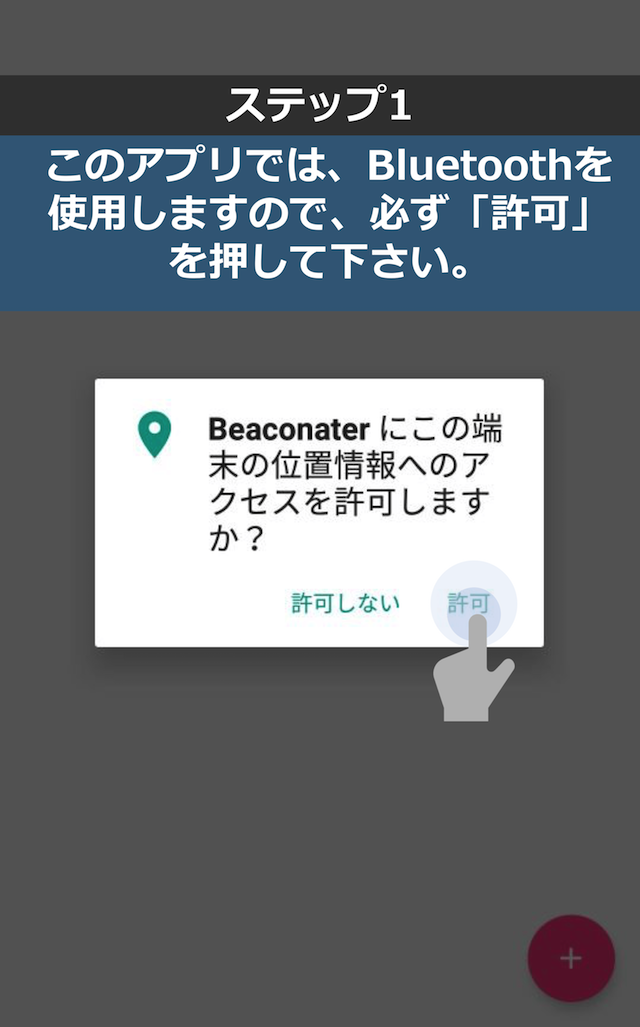 ステップ1
このアプリでは、Bluetoothを
使用しますので、必ず「許可」
を押して下さい。
Beaconater にこの端
末の位置情報へのア
クセスを許可します
か？
許可しない 許可
+